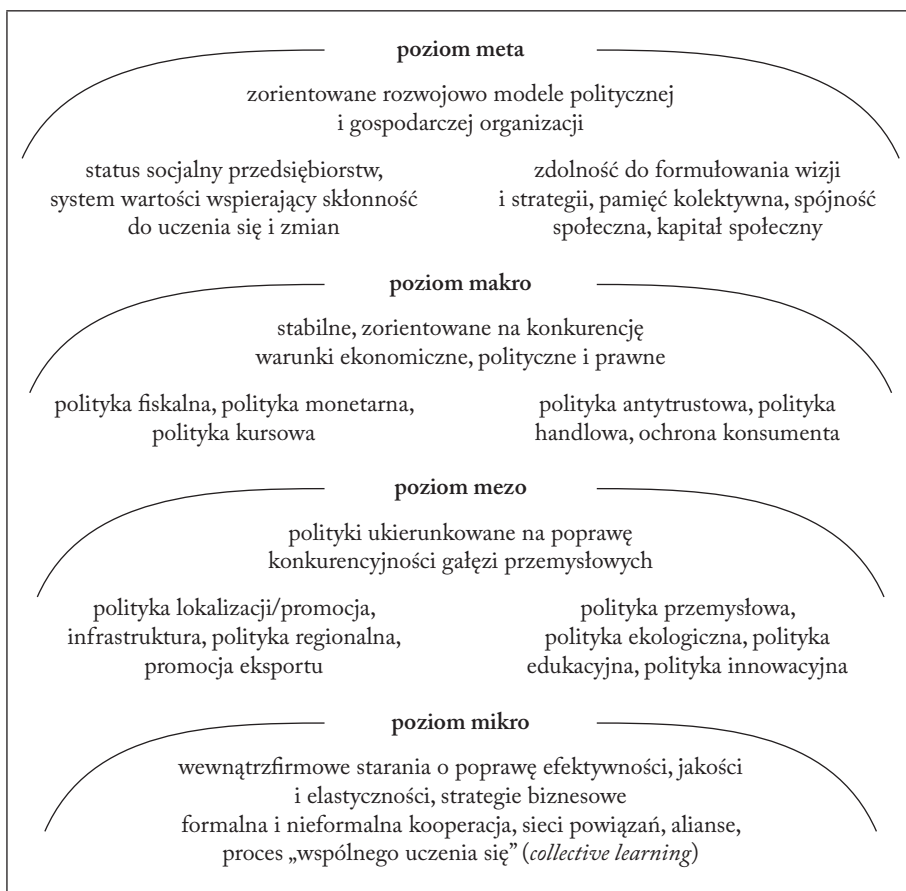 poziom meta
zorientowane rozwojowo modele politycznej
i gospodarczej organizacji
status socjalny przedsiębiorstw,
system wartości wspierający skłonność
do uczenia się i zmian
zdolność do formułowania wizji
i strategii, pamięć kolektywna, spójność
społeczna, kapitał społeczny
poziom makro
stabilne, zorientowane na konkurencję
warunki ekonomiczne, polityczne i prawne
polityka fiskalna, polityka monetarna,
polityka kursowa
polityka antytrustowa, polityka
handlowa, ochrona konsumenta
poziom mezo
polityki ukierunkowane na poprawę
konkurencyjności gałęzi przemysłowych
polityka lokalizacji/promocja,
infrastruktura, polityka regionalna,
promocja eksportu
polityka przemysłowa,
polityka ekologiczna, polityka
edukacyjna, polityka innowacyjna
poziom mikro
wewnątrzfirmowe starania o poprawę efektywności, jakości
i elastyczności, strategie biznesowe
formalna i nieformalna kooperacja, sieci powiązań, alianse,
proces „wspólnego uczenia się” (collective learning)